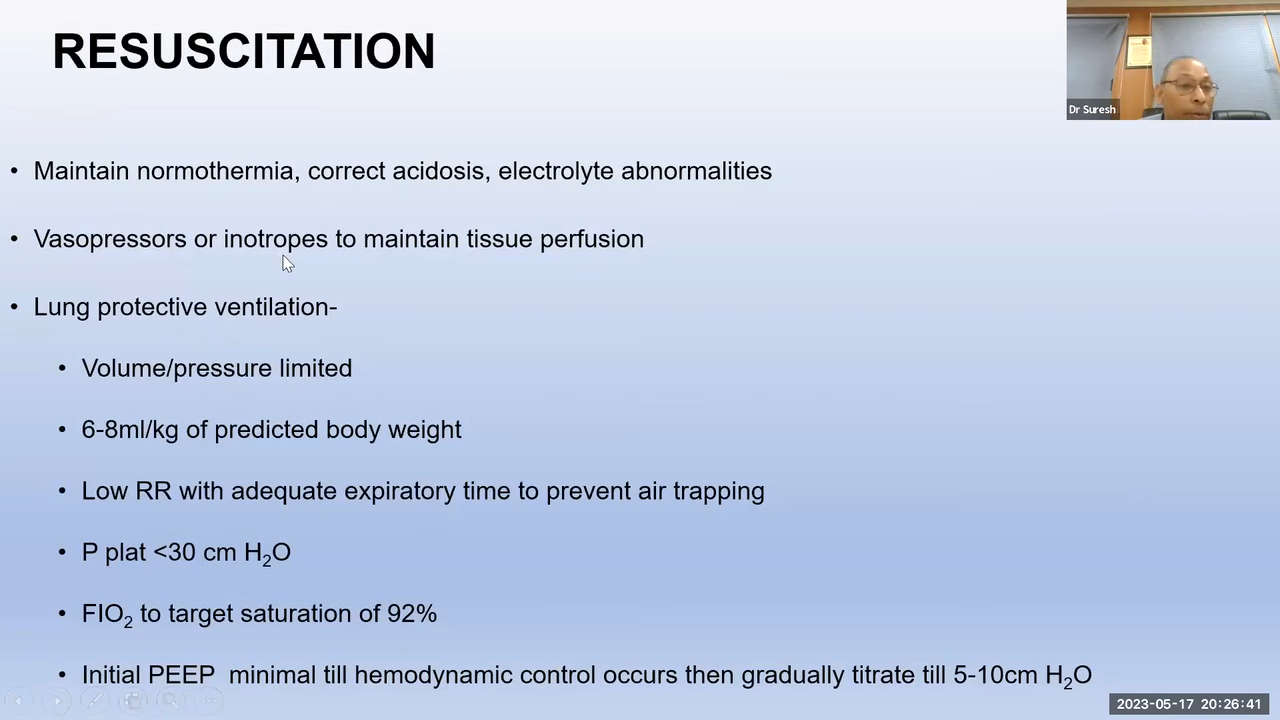 RESUSCITATION
Dr Suresh
• Maintain normothermia, correct acidosis, electrolyte abnormalities
• Vasopressors or inotropes to maintain tissue perfusion
• Lung protective ventilation-
• Volume/pressure limited
• 6-8ml/kg of predicted body weight
• Low RR with adequate expiratory time to prevent air trapping
• P plat <30 cm H₂O
• FIO₂ to target saturation of 92%
• Initial PEEP  minimal till hemodynamic control occurs then gradually titrate till 5-10cm H₂O
2023-05-17 20:26:41